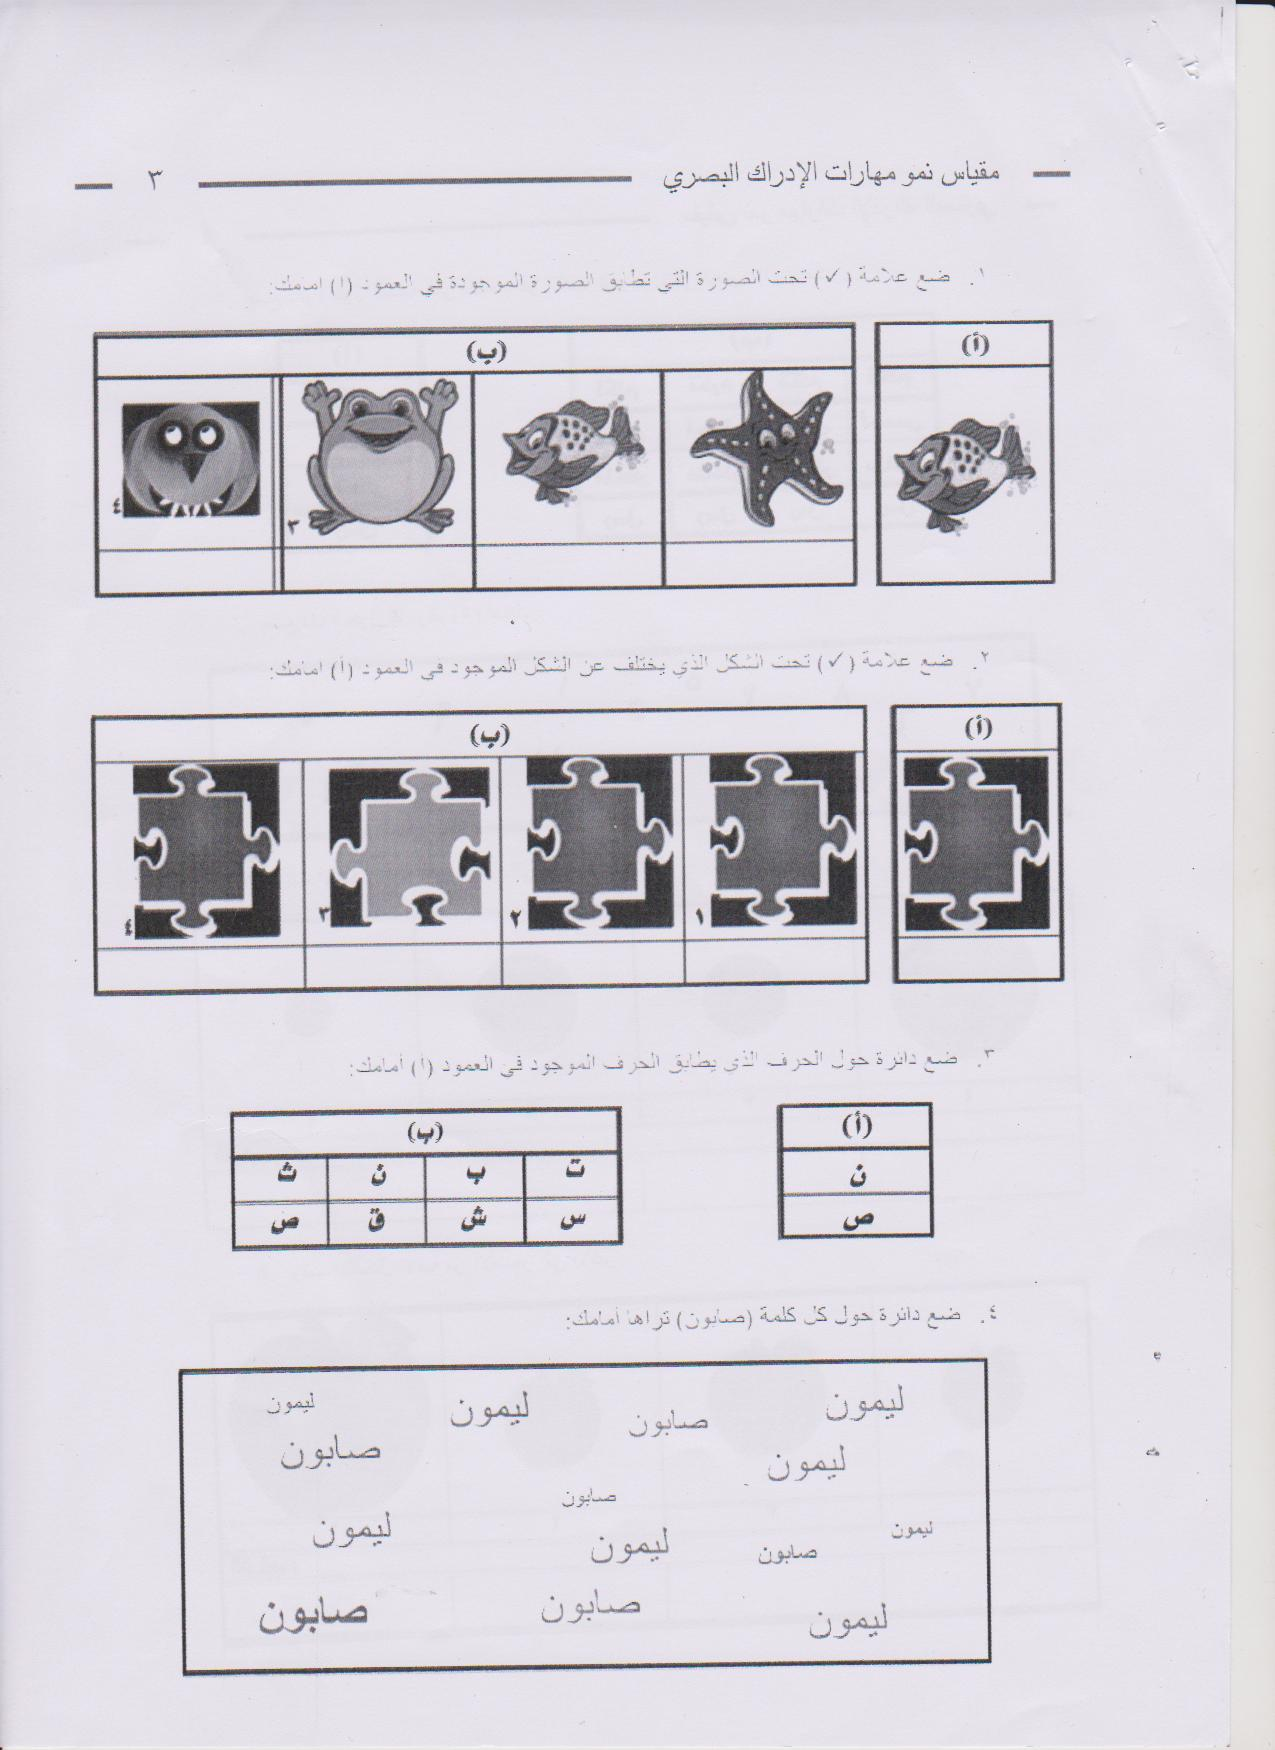 مقياس نمو مهارات الإدراك البصري ٣
١. ضع علامة (✓) تحت الصورة التي تطابق الصورة الموجودة في العمود (أ) امامك:
(أ) (ب)
٣ ٤
٢. ضع علامة (✓) تحت الشكل الذي يختلف عن الشكل الموجود في العمود (أ) امامك:
(أ) (ب)
١ ٢ ٣ ٤
٣. ضع دائرة حول الحرف الذي يطابق الحرف الموجود في العمود (أ) أمامك:
(أ) (ب)
ن ت ب ن ث
ص س ش ق ص
٤. ضع دائرة حول كل كلمة (صابون) تراها أمامك:
ليمون صابون ليمون ليمون
ليمون صابون
صابون
ليمون صابون ليمون ليمون
ليمون صابون صابون